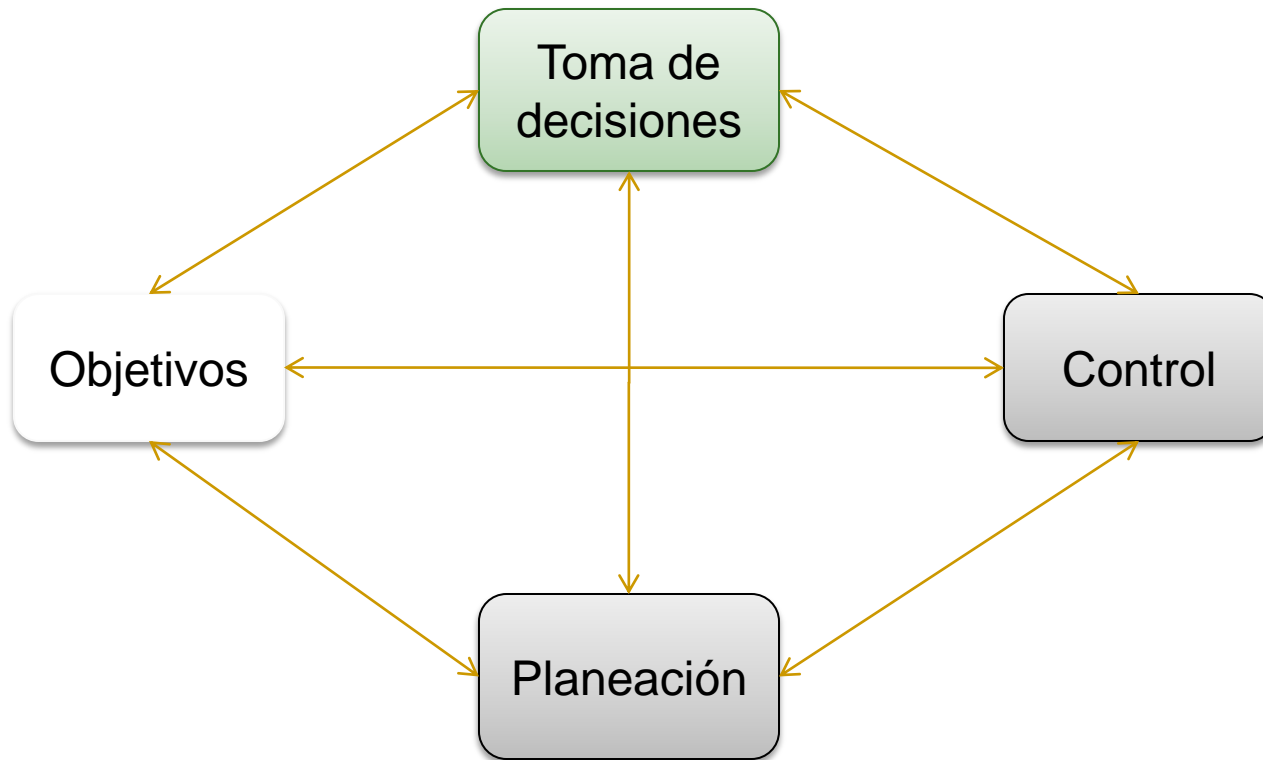 Toma de
decisiones
Objetivos
Control
Planeación